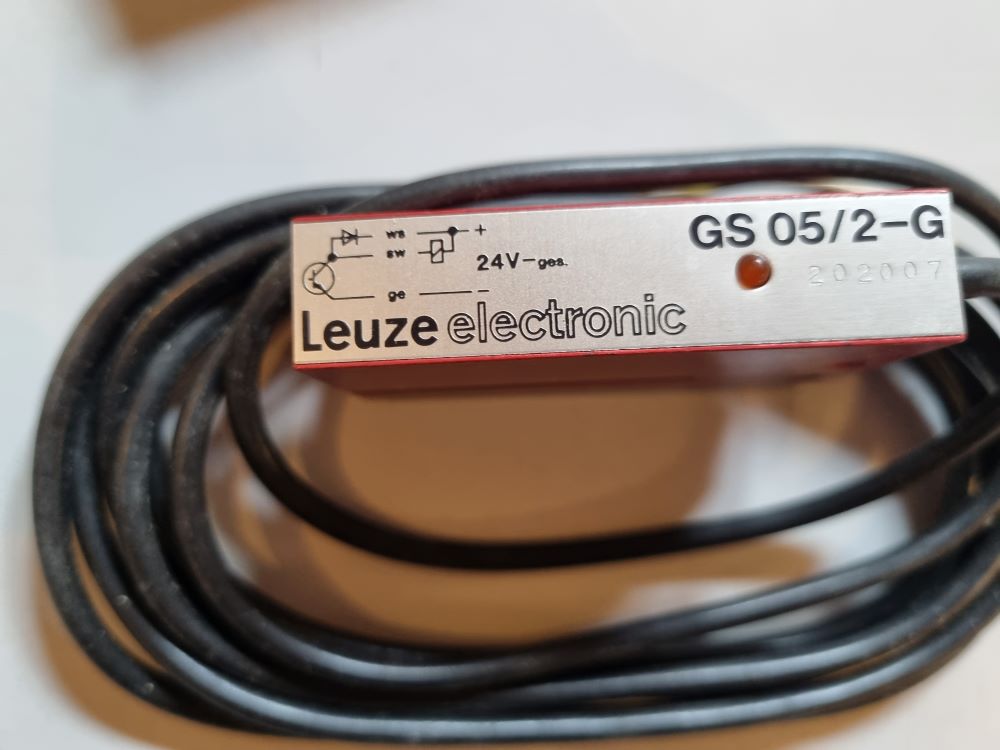 GS 05/2-G
ws +
sw
24V-ges.
202007
ge -
Leuze electronic